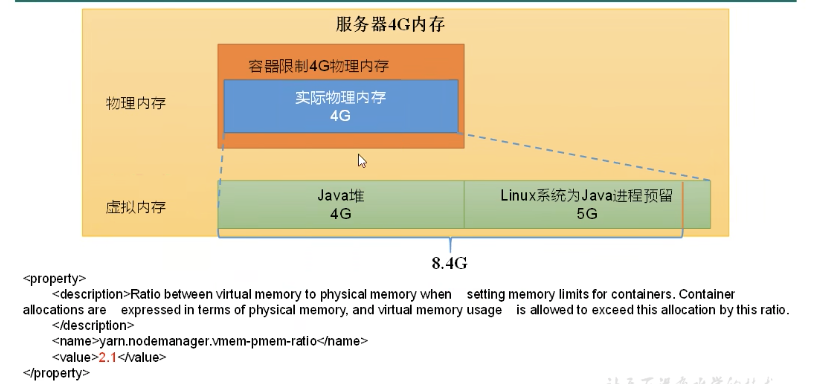 服务器4G内存
容器限制4G物理内存
物理内存
实际物理内存
4G
虚拟内存
Java堆
4G
Linux系统为Java进程预留
5G
8.4G
<property>
<description>Ratio between virtual memory to physical memory when setting memory limits for containers. Container
allocations are expressed in terms of physical memory, and virtual memory usage is allowed to exceed this allocation by this ratio.
</description>
<name>yarn.nodemanager.vmem-pmem-ratio</name>
<value>2.1</value>
</property>